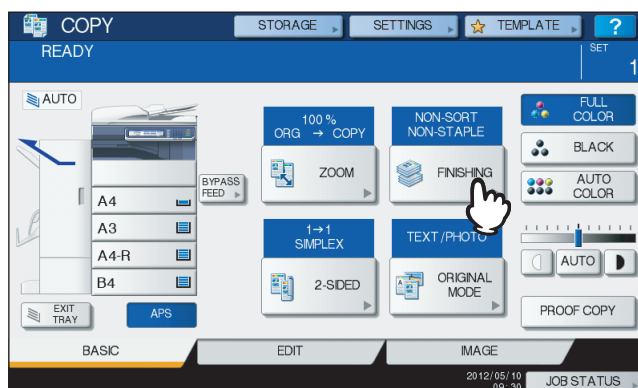 COPY
STORAGE
SETTINGS
TEMPLATE
?
READY
SET
1
AUTO
100 %
ORG → COPY
ZOOM
NON-SORT
NON-STAPLE
FINISHING
FULL
COLOR
BLACK
AUTO
COLOR
BYPASS
FEED
A4
A3
A4-R
B4
1→1
SIMPLEX
2-SIDED
TEXT/PHOTO
ORIGINAL
MODE
AUTO
EXIT
TRAY
APS
PROOF COPY
BASIC
EDIT
IMAGE
2012/05/10
09:30
JOB STATUS